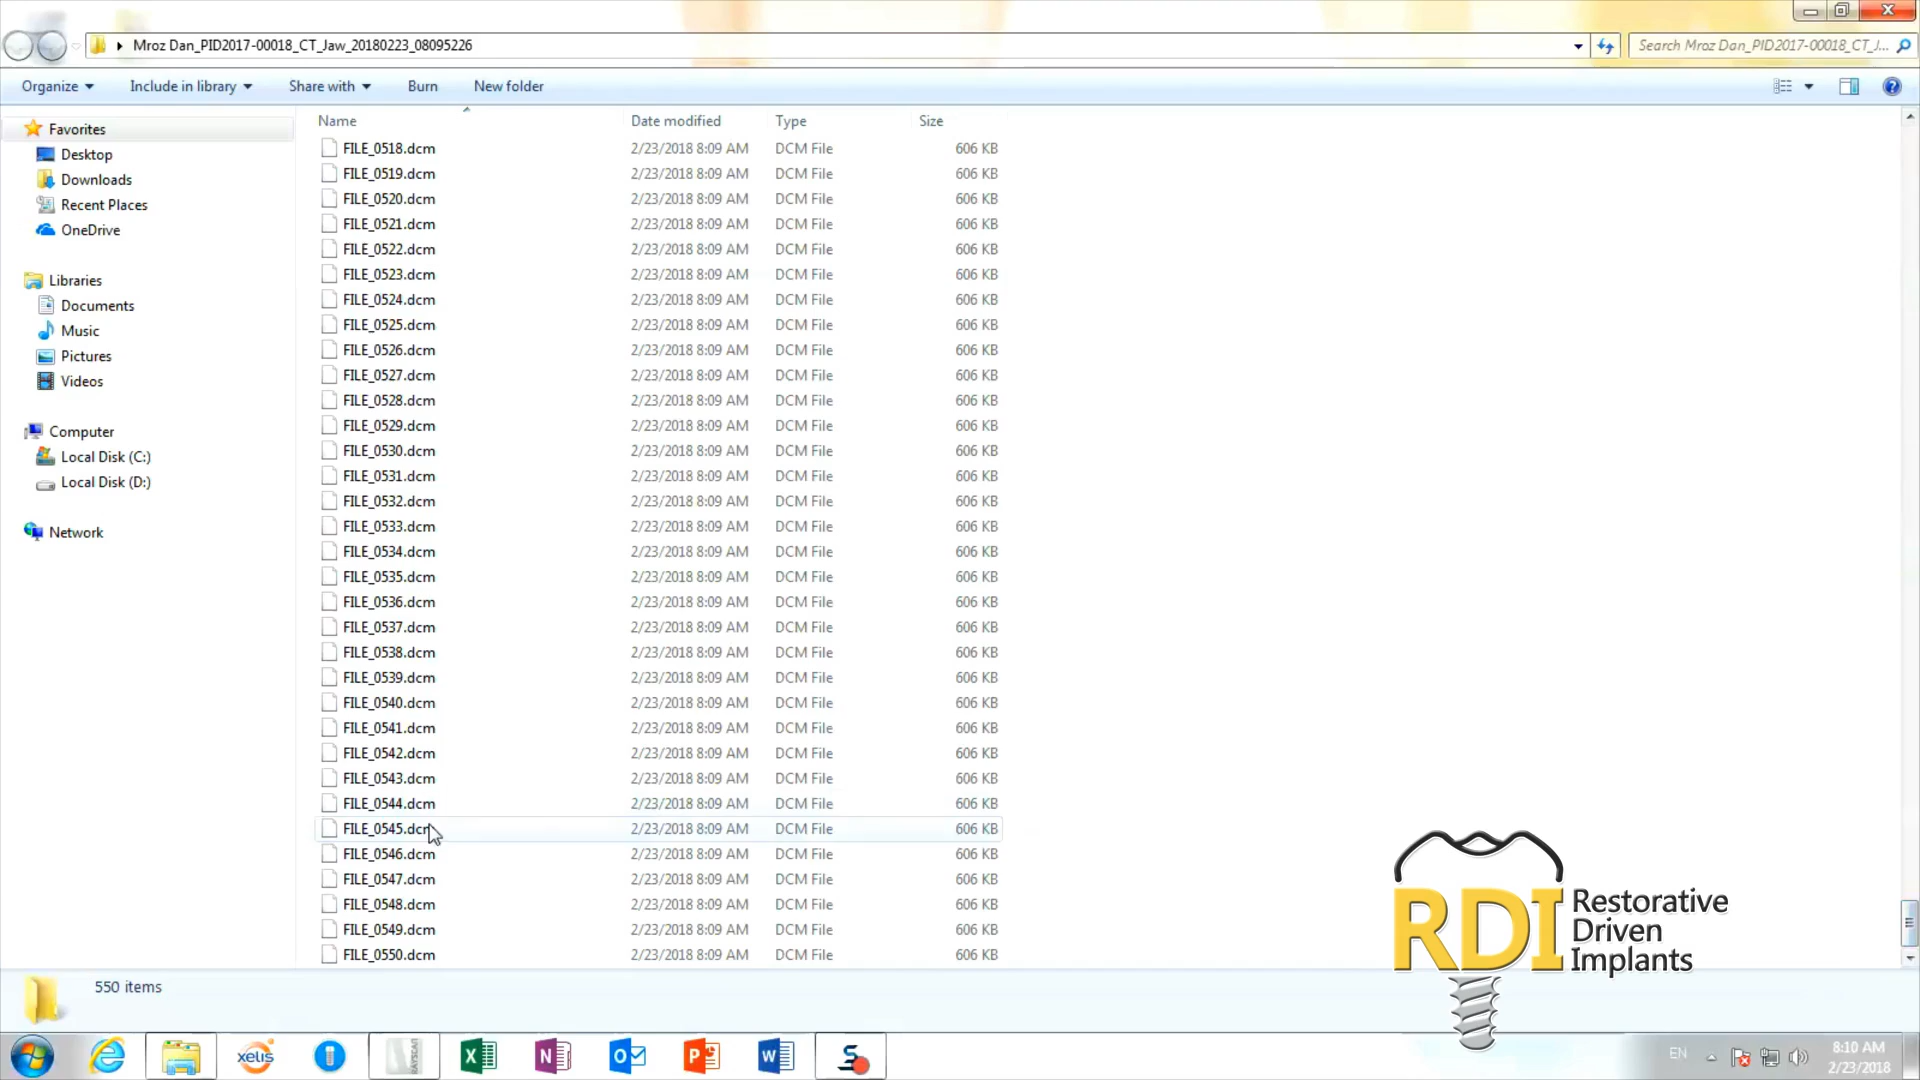 Mroz Dan_PID2017-00018_CT_Jaw_20180223_08095226
Search Mroz Dan_PID2017-00018_CT_J...
Organize Include in library Share with Burn New folder
Favorites
Desktop
Downloads
Recent Places
OneDrive
Libraries
Documents
Music
Pictures
Videos
Computer
Local Disk (C:)
Local Disk (D:)
Network
Name Date modified Type Size
FILE_0518.dcm 2/23/2018 8:09 AM DCM File 606 KB
FILE_0519.dcm 2/23/2018 8:09 AM DCM File 606 KB
FILE_0520.dcm 2/23/2018 8:09 AM DCM File 606 KB
FILE_0521.dcm 2/23/2018 8:09 AM DCM File 606 KB
FILE_0522.dcm 2/23/2018 8:09 AM DCM File 606 KB
FILE_0523.dcm 2/23/2018 8:09 AM DCM File 606 KB
FILE_0524.dcm 2/23/2018 8:09 AM DCM File 606 KB
FILE_0525.dcm 2/23/2018 8:09 AM DCM File 606 KB
FILE_0526.dcm 2/23/2018 8:09 AM DCM File 606 KB
FILE_0527.dcm 2/23/2018 8:09 AM DCM File 606 KB
FILE_0528.dcm 2/23/2018 8:09 AM DCM File 606 KB
FILE_0529.dcm 2/23/2018 8:09 AM DCM File 606 KB
FILE_0530.dcm 2/23/2018 8:09 AM DCM File 606 KB
FILE_0531.dcm 2/23/2018 8:09 AM DCM File 606 KB
FILE_0532.dcm 2/23/2018 8:09 AM DCM File 606 KB
FILE_0533.dcm 2/23/2018 8:09 AM DCM File 606 KB
FILE_0534.dcm 2/23/2018 8:09 AM DCM File 606 KB
FILE_0535.dcm 2/23/2018 8:09 AM DCM File 606 KB
FILE_0536.dcm 2/23/2018 8:09 AM DCM File 606 KB
FILE_0537.dcm 2/23/2018 8:09 AM DCM File 606 KB
FILE_0538.dcm 2/23/2018 8:09 AM DCM File 606 KB
FILE_0539.dcm 2/23/2018 8:09 AM DCM File 606 KB
FILE_0540.dcm 2/23/2018 8:09 AM DCM File 606 KB
FILE_0541.dcm 2/23/2018 8:09 AM DCM File 606 KB
FILE_0542.dcm 2/23/2018 8:09 AM DCM File 606 KB
FILE_0543.dcm 2/23/2018 8:09 AM DCM File 606 KB
FILE_0544.dcm 2/23/2018 8:09 AM DCM File 606 KB
FILE_0545.dcm 2/23/2018 8:09 AM DCM File 606 KB
FILE_0546.dcm 2/23/2018 8:09 AM DCM File 606 KB
FILE_0547.dcm 2/23/2018 8:09 AM DCM File 606 KB
FILE_0548.dcm 2/23/2018 8:09 AM DCM File 606 KB
FILE_0549.dcm 2/23/2018 8:09 AM DCM File 606 KB
FILE_0550.dcm 2/23/2018 8:09 AM DCM File 606 KB
RDI
Restorative
Driven
Implants
550 items
xelis
RAYSCAN
EN
8:10 AM
2/23/2018